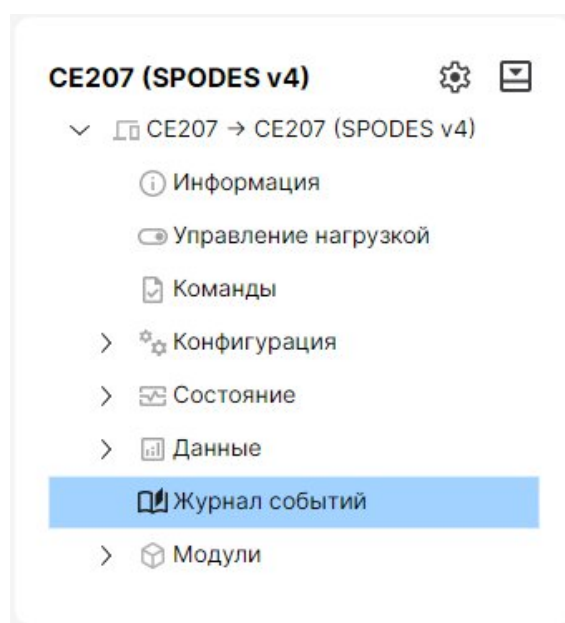 CE207 (SPODES v4)
CE207 → CE207 (SPODES v4)
Информация
Управление нагрузкой
Команды
Конфигурация
Состояние
Данные
Журнал событий
Модули